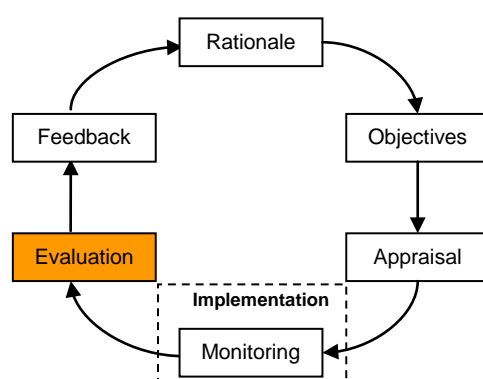 Rationale
Objectives
Appraisal
Implementation
Monitoring
Evaluation
Feedback